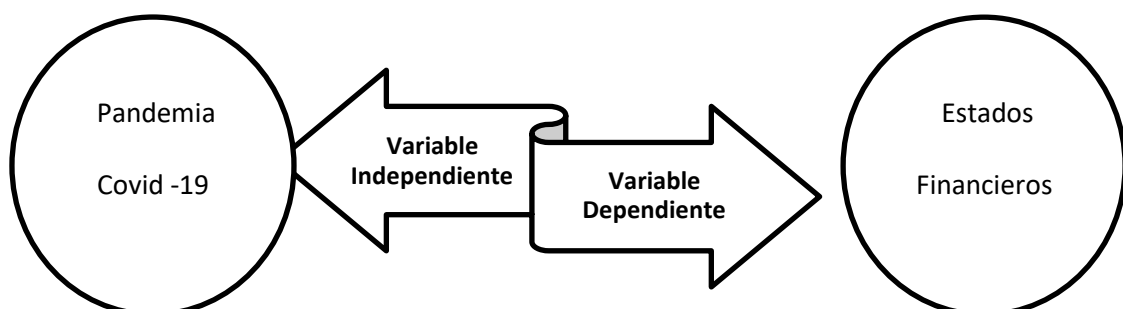 Pandemia
Covid -19
Variable
Independiente
Variable
Dependiente
Estados
Financieros